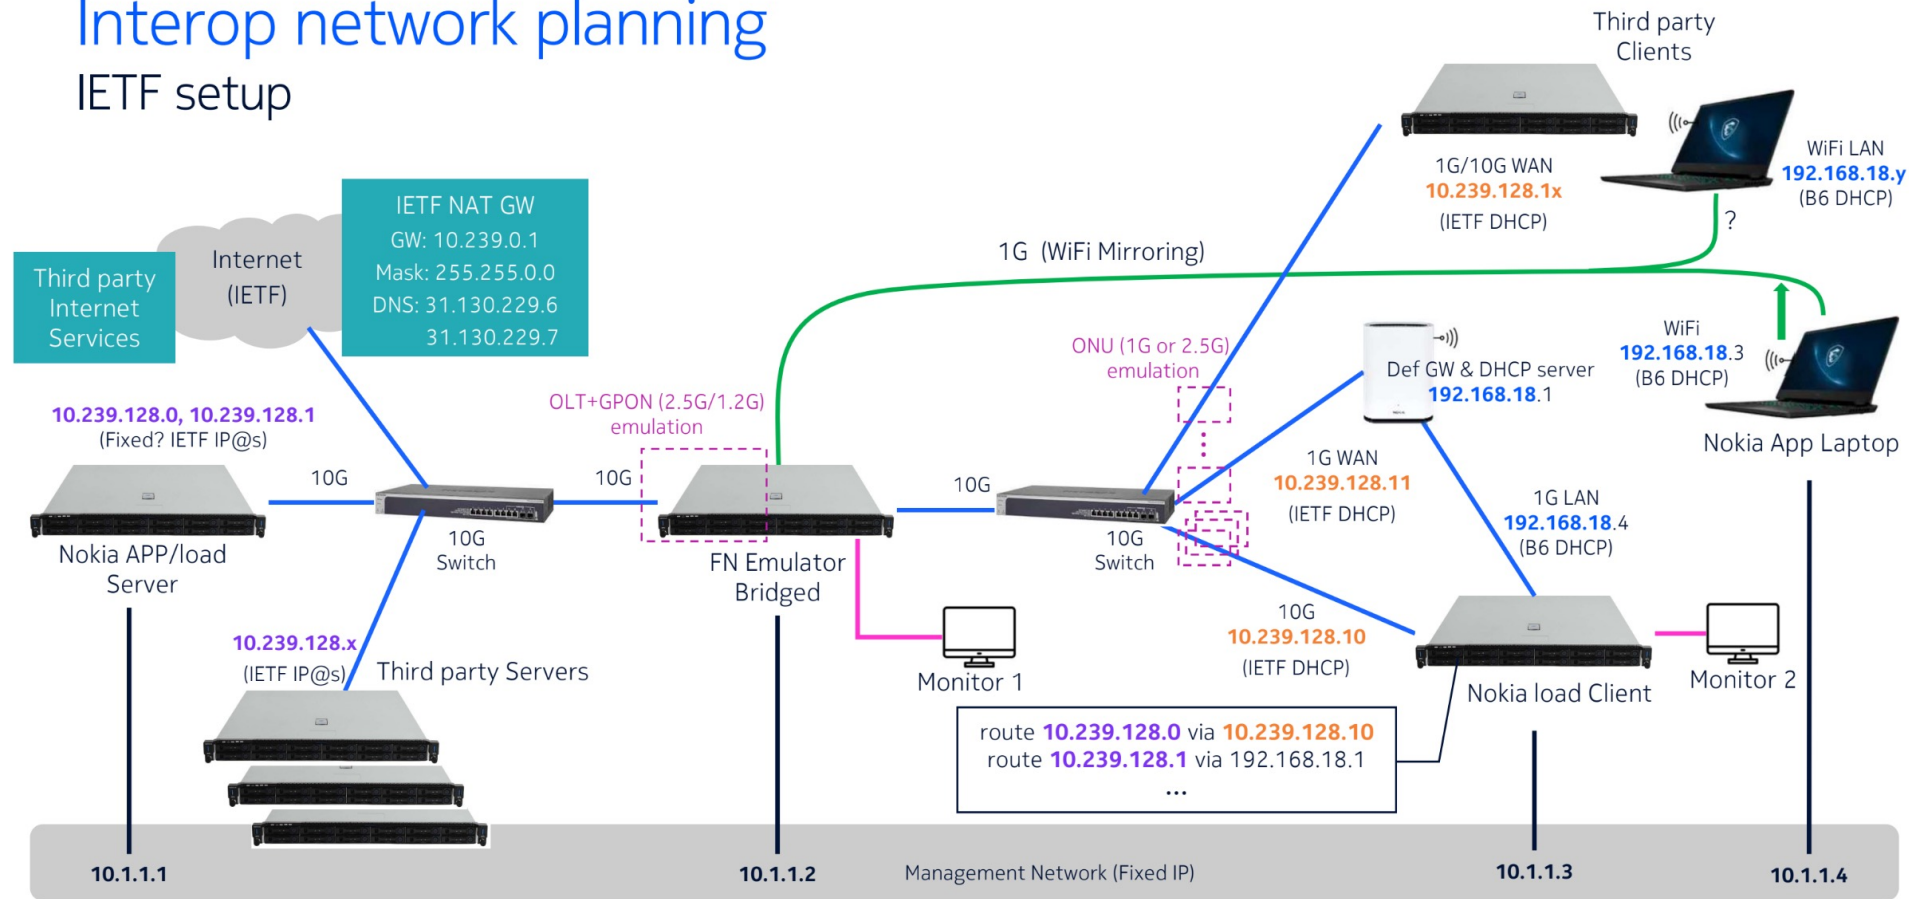 Interop network planning
IETF setup
Third party
Clients
1G/10G WAN
10.239.128.1x
(IETF DHCP)
WiFi LAN
192.168.18.y
(B6 DHCP)
?
IETF NAT GW
GW: 10.239.0.1
Mask: 255.255.0.0
DNS: 31.130.229.6
31.130.229.7
Internet
(IETF)
Third party
Internet
Services
1G (WiFi Mirroring)
ONU (1G or 2.5G)
emulation
Def GW & DHCP server
192.168.18.1
WiFi
192.168.18.3
(B6 DHCP)
Nokia App Laptop
10.239.128.0, 10.239.128.1
(Fixed? IETF IP@s)
OLT+GPON (2.5G/1.2G)
emulation
10G
10G
10G
1G WAN
10.239.128.11
(IETF DHCP)
1G LAN
192.168.18.4
(B6 DHCP)
Nokia APP/load
Server
10G
Switch
FN Emulator
Bridged
10G
Switch
10G
10.239.128.10
(IETF DHCP)
10.239.128.x
(IETF IP@s)
Third party Servers
Monitor 1
Nokia load Client
Monitor 2
route 10.239.128.0 via 10.239.128.10
route 10.239.128.1 via 192.168.18.1
...
10.1.1.1
10.1.1.2
Management Network (Fixed IP)
10.1.1.3
10.1.1.4